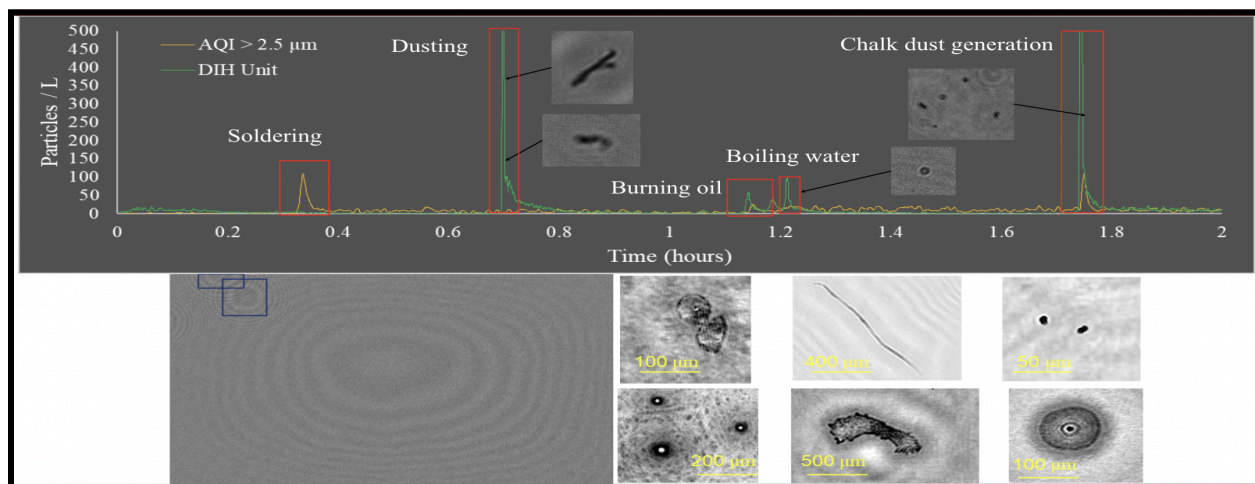 500
450
400
350
300
250
200
150
100
50
0
Particles / L
AQI > 2.5 μm
DIH Unit
Dusting
Chalk dust generation
Soldering
Boiling water
Burning oil
0 0.2 0.4 0.6 0.8 1 1.2 1.4 1.6 1.8 2
Time (hours)
100 μm
400 μm
50 μm
200 μm
500 μm
100 μm